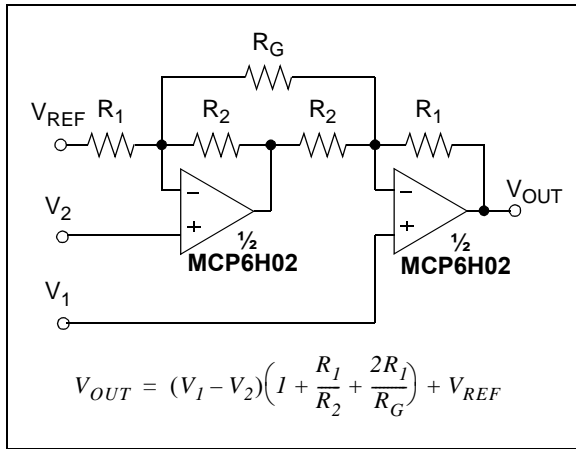 R_G
V_REF R_1 R_2 R_2 R_1
V_OUT
V_2
− + − +
½ ½
MCP6H02 MCP6H02
V_1
V_OUT = (V_1 – V_2)(1 + R_1/R_2 + 2R_1/R_G) + V_REF